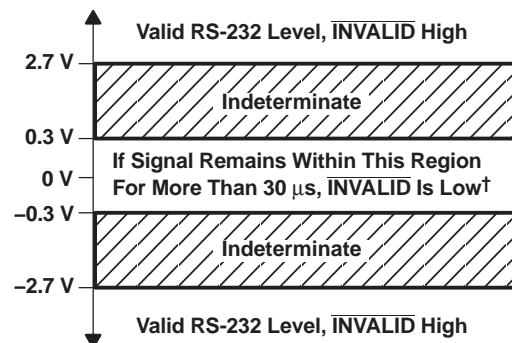 Valid RS-232 Level, INVALID High
2.7 V
Indeterminate
0.3 V
If Signal Remains Within This Region
0 V
For More Than 30 μs, INVALID Is Low†
–0.3 V
Indeterminate
–2.7 V
Valid RS-232 Level, INVALID High